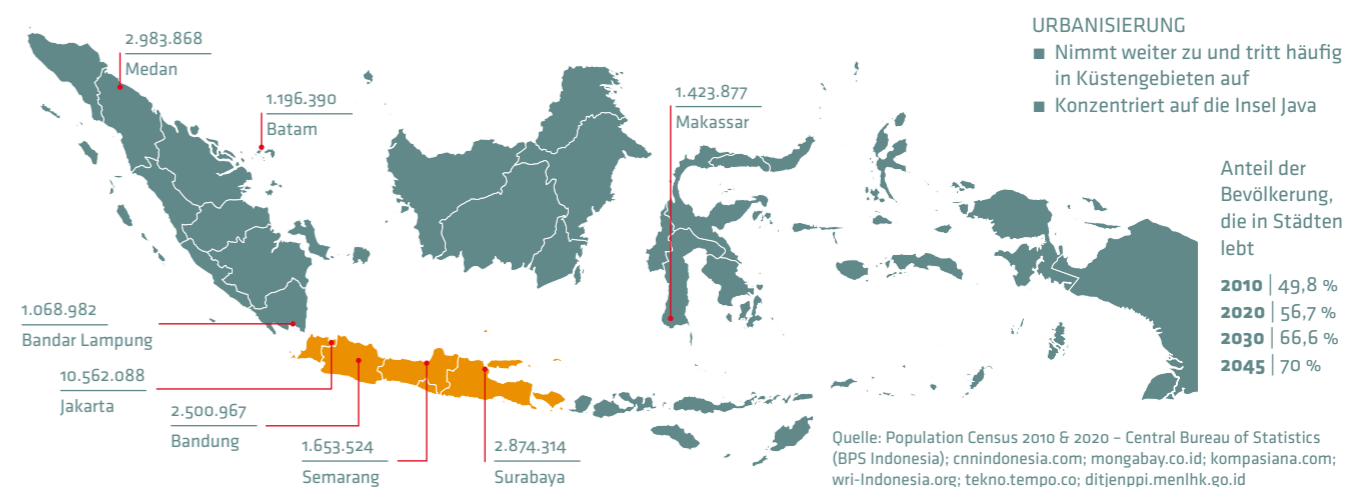 2.983.868
Medan
1.196.390
Batam
1.423.877
Makassar
URBANISIERUNG
■ Nimmt weiter zu und tritt häufig
in Küstengebieten auf
■ Konzentriert auf die Insel Java
Anteil der
Bevölkerung,
die in Städten
lebt
2010 | 49,8 %
2020 | 56,7 %
2030 | 66,6 %
2045 | 70 %
1.068.982
Bandar Lampung
10.562.088
Jakarta
2.500.967
Bandung
1.653.524
Semarang
2.874.314
Surabaya
Quelle: Population Census 2010 & 2020 – Central Bureau of Statistics
(BPS Indonesia); cnnindonesia.com; mongabay.co.id; kompasiana.com;
wri-Indonesia.org; tekno.tempo.co; ditjenppi.menlhk.go.id